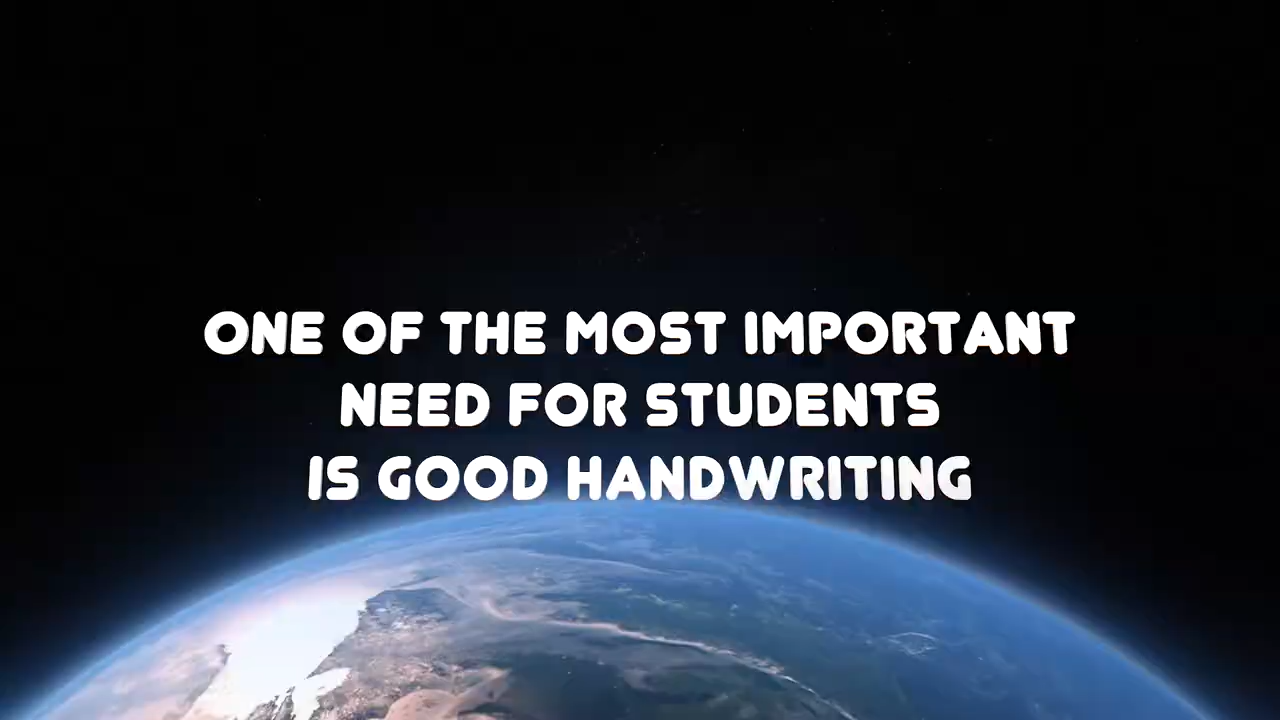 ONE OF THE MOST IMPORTANT
NEED FOR STUDENTS
IS GOOD HANDWRITING